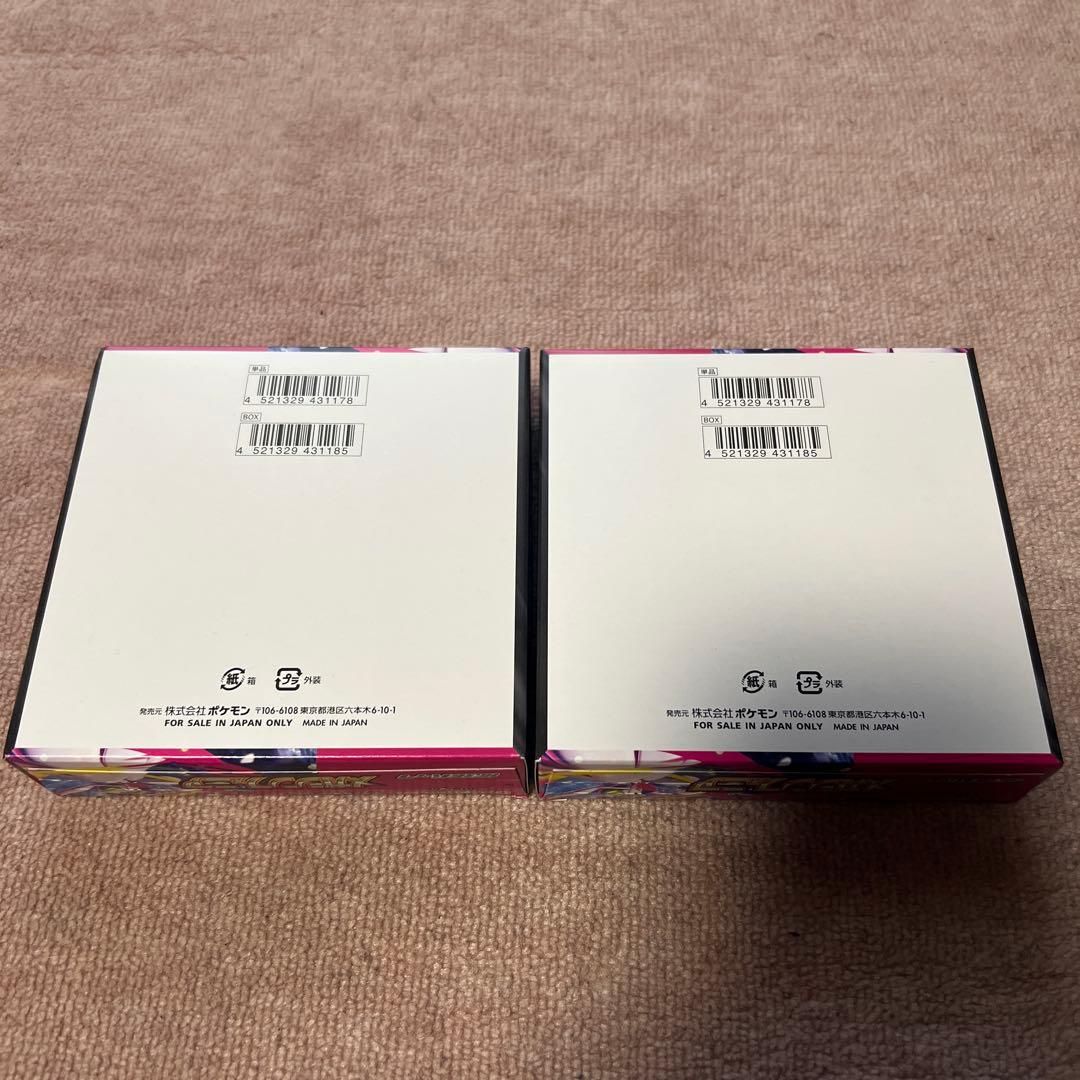 単品
4 521329 431178
BOX
4 521329 431185
紙 箱 プラ 外装
発売元 株式会社ポケモン 〒106-6108 東京都港区六本木6-10-1
FOR SALE IN JAPAN ONLY MADE IN JAPAN
単品
4 521329 431178
BOX
4 521329 431185
紙 箱 プラ 外装
発売元 株式会社ポケモン 〒106-6108 東京都港区六本木6-10-1
FOR SALE IN JAPAN ONLY MADE IN JAPAN